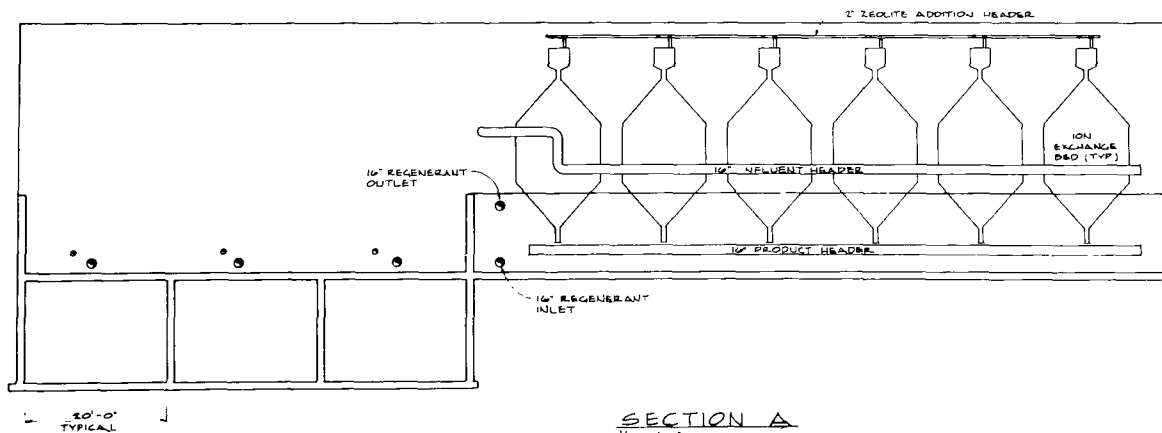 2" ZEOLITE ADDITION HEADER
ION
EXCHANGE
BED (TYP)
16" REGENERANT
OUTLET
16" NFLUENT HEADER
16" PRODUCT HEADER
16" REGENERANT
INLET
20'-0"
TYPICAL
SECTION A